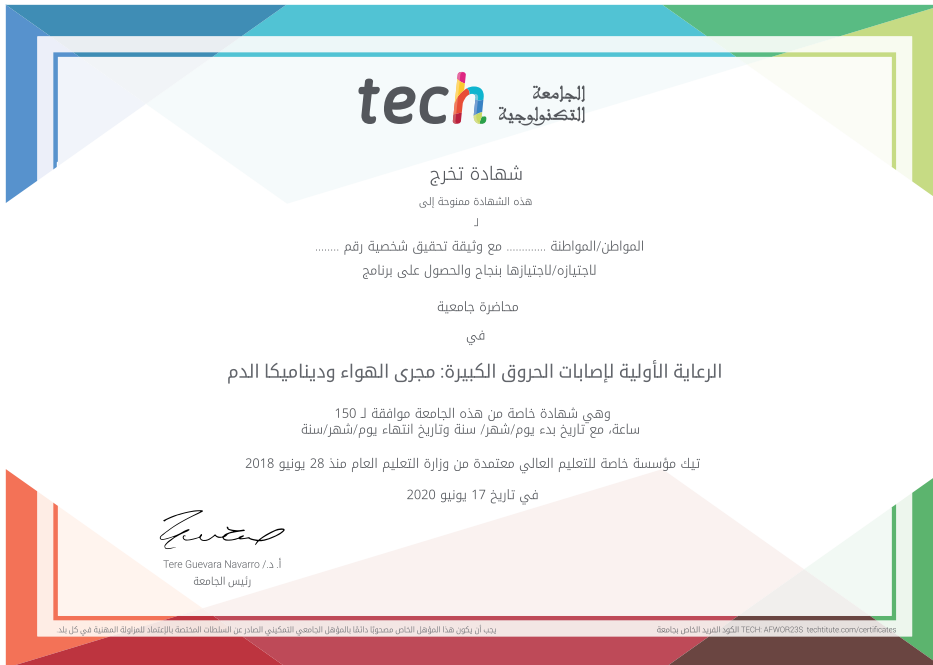 tech الجامعة
التكنولوجية
شهادة تخرج
هذه الشهادة ممنوحة إلى
لـ
المواطن/المواطنة ............. مع وثيقة تحقيق شخصية رقم ........
لاجتيازه/لاجتيازها بنجاح والحصول على برنامج
محاضرة جامعية
في
الرعاية الأولية لإصابات الحروق الكبيرة: مجرى الهواء وديناميكا الدم
وهي شهادة خاصة من هذه الجامعة موافقة لـ 150
ساعة، مع تاريخ بدء يوم/شهر/ سنة وتاريخ انتهاء يوم/شهر/سنة
تيك مؤسسة خاصة للتعليم العالي معتمدة من وزارة التعليم العام منذ 28 يونيو 2018
في تاريخ 17 يونيو 2020
أ. د./ Tere Guevara Navarro
رئيس الجامعة
يجب أن يكون هذا المؤهل الخاص مصحوبًا دائمًا بالمؤهل الجامعي التمكيني الصادر عن السلطات المختصة بالإعتماد للمزاولة المهنية في كل بلد.
الكود الفريد الخاص بجامعة TECH: AFWOR23S techtitute.com/certificates